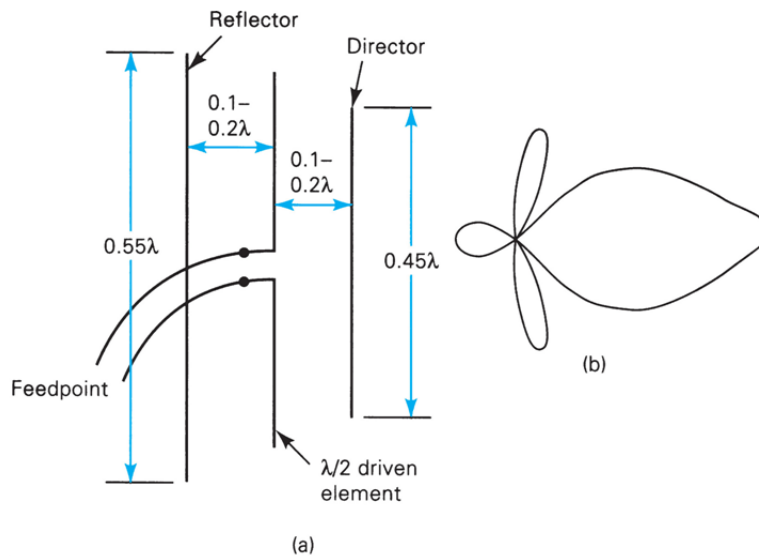 Reflector
Director
0.1–
0.2λ
0.1–
0.2λ
0.55λ
0.45λ
Feedpoint
λ/2 driven
element
(a)
(b)